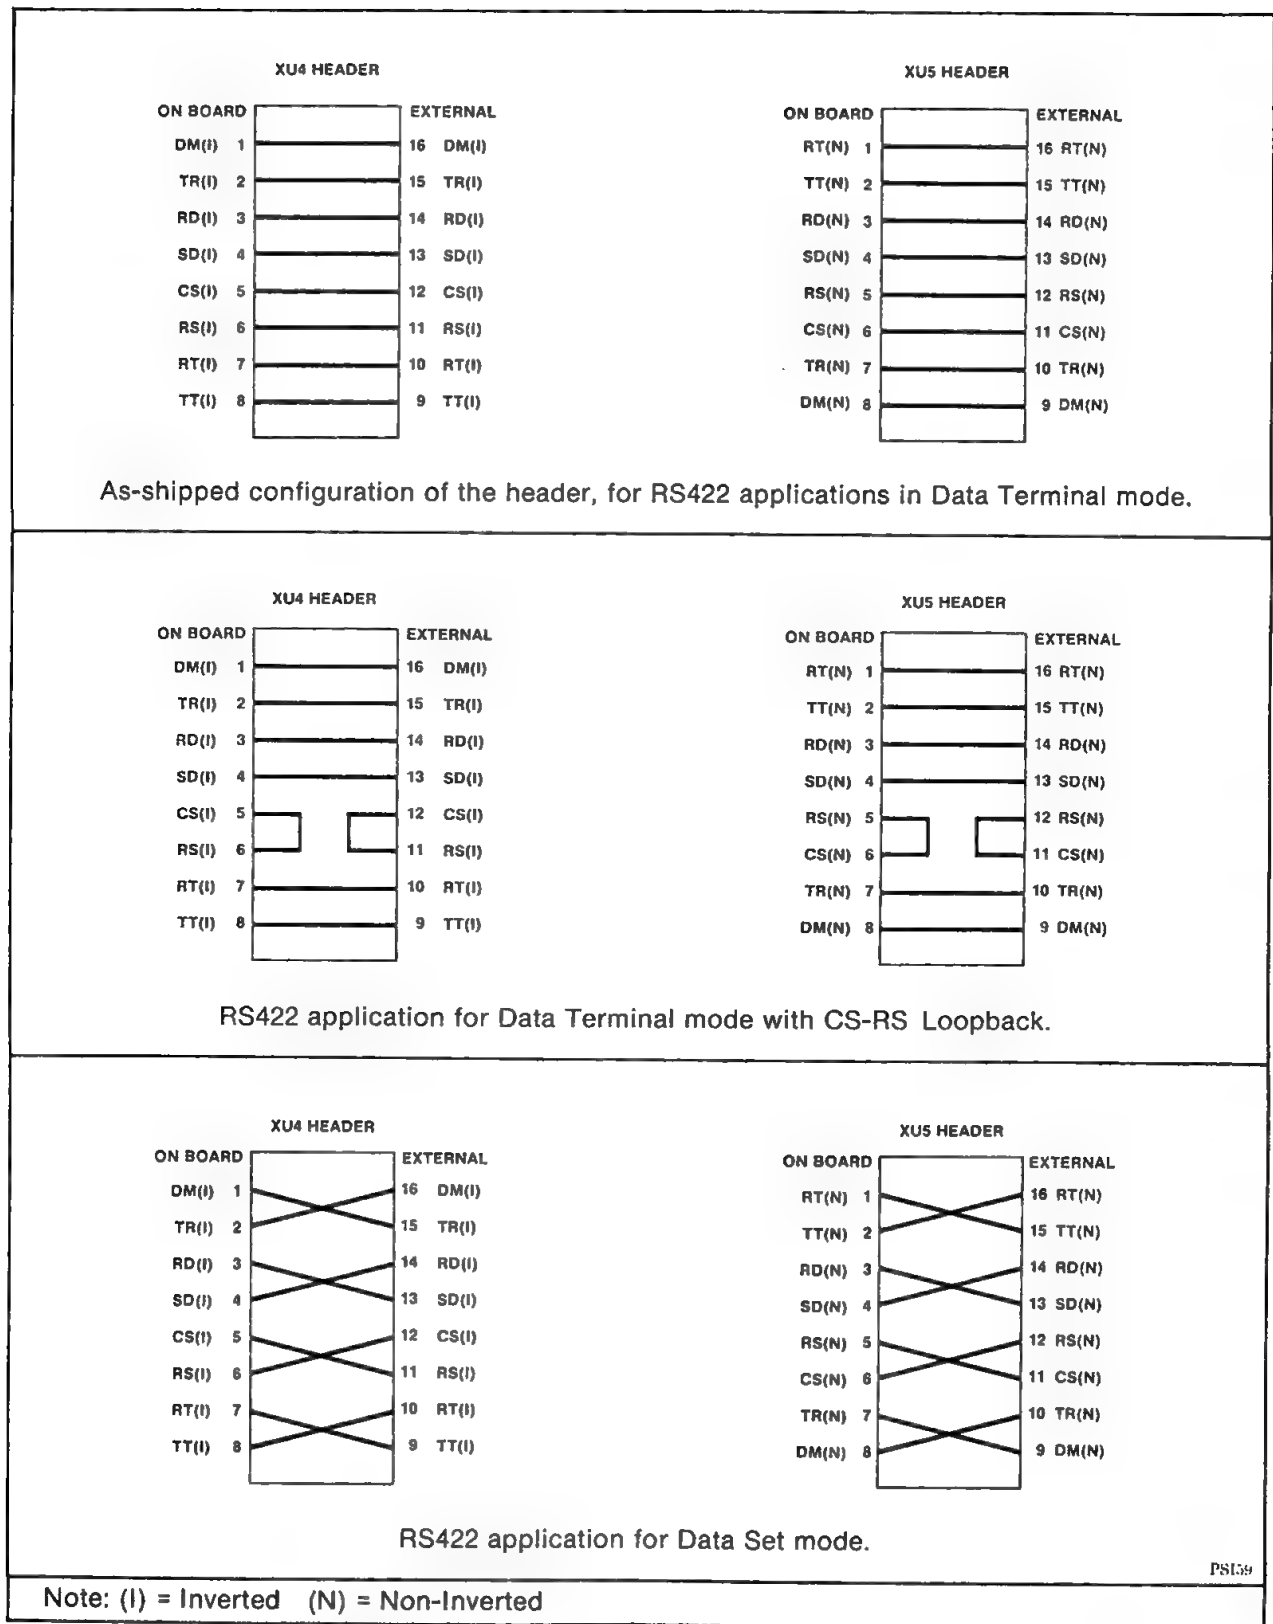 XU4 HEADER
ON BOARD EXTERNAL
DM(I) 1 16 DM(I)
TR(I) 2 15 TR(I)
RD(I) 3 14 RD(I)
SD(I) 4 13 SD(I)
CS(I) 5 12 CS(I)
RS(I) 6 11 RS(I)
RT(I) 7 10 RT(I)
TT(I) 8 9 TT(I)
XU5 HEADER
ON BOARD EXTERNAL
RT(N) 1 16 RT(N)
TT(N) 2 15 TT(N)
RD(N) 3 14 RD(N)
SD(N) 4 13 SD(N)
RS(N) 5 12 RS(N)
CS(N) 6 11 CS(N)
TR(N) 7 10 TR(N)
DM(N) 8 9 DM(N)
As-shipped configuration of the header, for RS422 applications in Data Terminal mode.
XU4 HEADER
ON BOARD EXTERNAL
DM(I) 1 16 DM(I)
TR(I) 2 15 TR(I)
RD(I) 3 14 RD(I)
SD(I) 4 13 SD(I)
CS(I) 5 12 CS(I)
RS(I) 6 11 RS(I)
RT(I) 7 10 RT(I)
TT(I) 8 9 TT(I)
XU5 HEADER
ON BOARD EXTERNAL
RT(N) 1 16 RT(N)
TT(N) 2 15 TT(N)
RD(N) 3 14 RD(N)
SD(N) 4 13 SD(N)
RS(N) 5 12 RS(N)
CS(N) 6 11 CS(N)
TR(N) 7 10 TR(N)
DM(N) 8 9 DM(N)
RS422 application for Data Terminal mode with CS-RS Loopback.
XU4 HEADER
ON BOARD EXTERNAL
DM(I) 1 16 DM(I)
TR(I) 2 15 TR(I)
RD(I) 3 14 RD(I)
SD(I) 4 13 SD(I)
CS(I) 5 12 CS(I)
RS(I) 6 11 RS(I)
RT(I) 7 10 RT(I)
TT(I) 8 9 TT(I)
XU5 HEADER
ON BOARD EXTERNAL
RT(N) 1 16 RT(N)
TT(N) 2 15 TT(N)
RD(N) 3 14 RD(N)
SD(N) 4 13 SD(N)
RS(N) 5 12 RS(N)
CS(N) 6 11 CS(N)
TR(N) 7 10 TR(N)
DM(N) 8 9 DM(N)
RS422 application for Data Set mode.
PSI59
Note: (I) = Inverted (N) = Non-Inverted